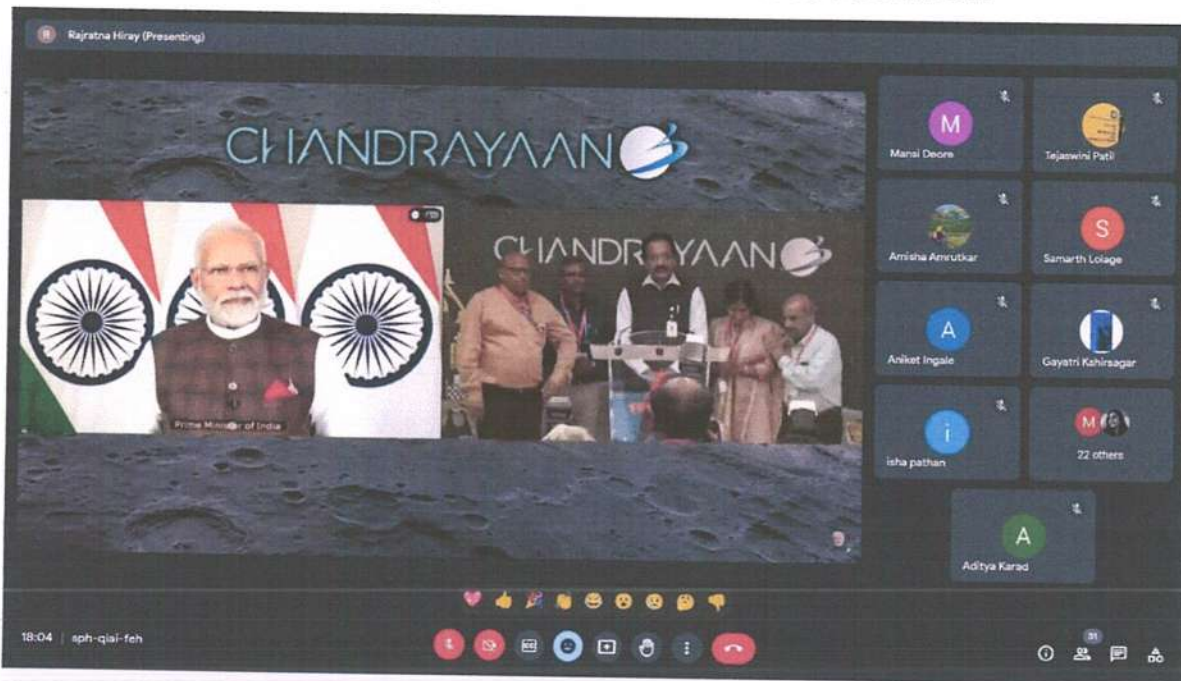 R Rajratna Hiray (Presenting)
CHANDRAYAAN
CHANDRAYAAN
Prime Minister of India
M
Mansi Deore
Tejaswini Patil
Amisha Amrutkar
S
Samarth Lolage
A
Aniket Ingale
Gayatri Kshirsagar
i
isha pathan
M
22 others
A
Aditya Karad
18:04 | sph-qiai-feh
CC
31